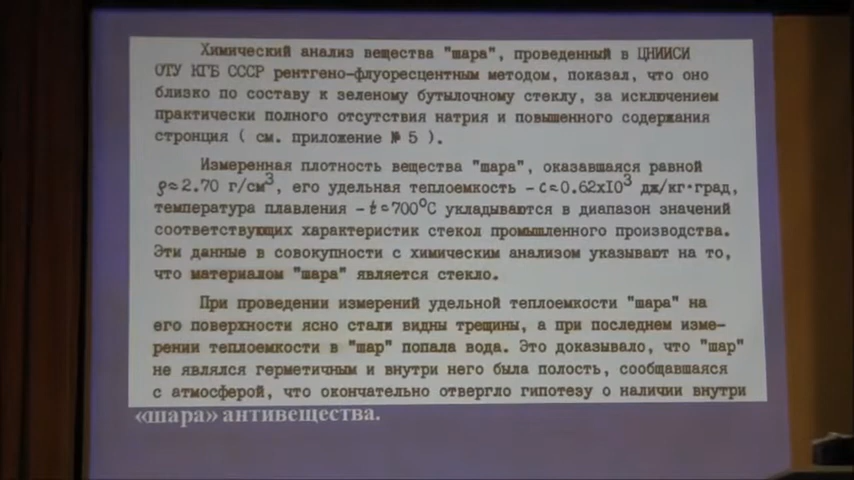 Химический анализ вещества "шара", проведенный в ЦНИИСИ
ОТУ КГБ СССР рентгено-флуоресцентным методом, показал, что оно
близко по составу к зеленому бутылочному стеклу, за исключением
практически полного отсутствия натрия и повышенного содержания
стронция ( см. приложение № 5 ).
Измеренная плотность вещества "шара", оказавшаяся равной
ρ≈2.70 г/см³, его удельная теплоемкость -c≈0.62x10³ дж/кг·град,
температура плавления -t≈700°C укладываются в диапазон значений
соответствующих характеристик стекол промышленного производства.
Эти данные в совокупности с химическим анализом указывают на то,
что материалом "шара" является стекло.
При проведении измерений удельной теплоемкости "шара" на
его поверхности ясно стали видны трещины, а при последнем изме-
рении теплоемкости в "шар" попала вода. Это доказывало, что "шар"
не являлся герметичным и внутри него была полость, сообщавшаяся
с атмосферой, что окончательно отвергло гипотезу о наличии внутри
«шара» антивещества.